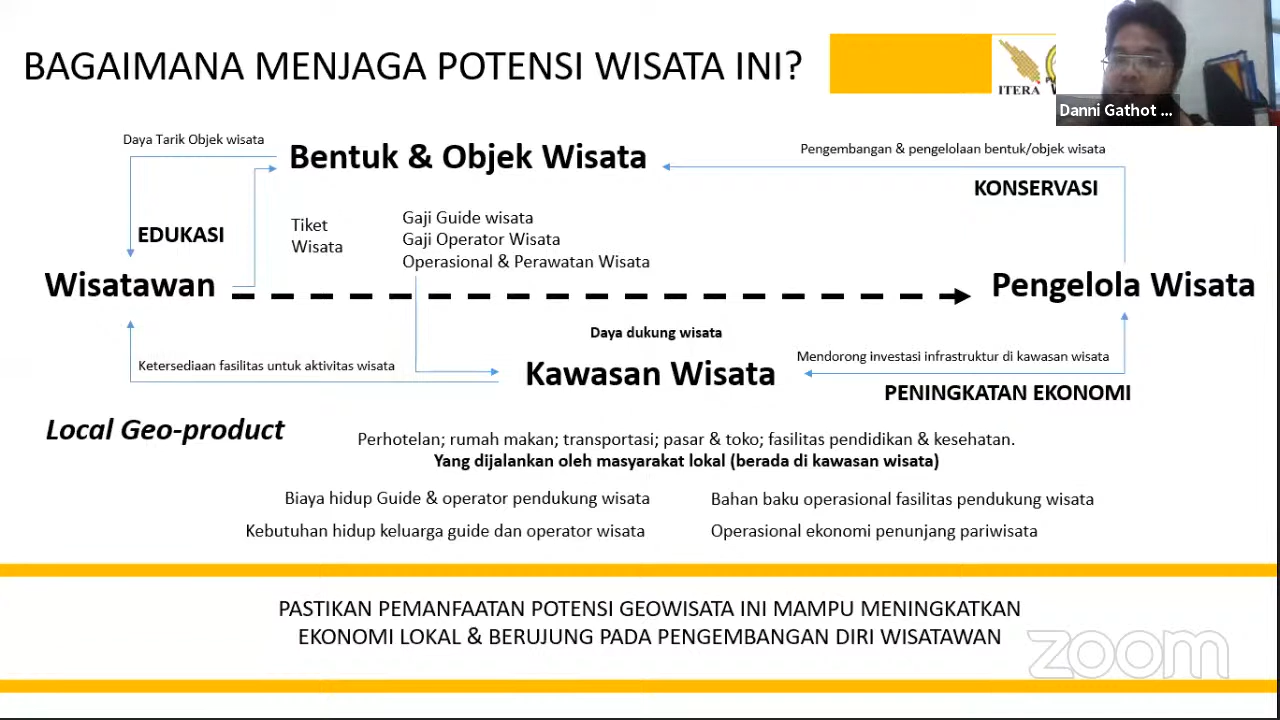 BAGAIMANA MENJAGA POTENSI WISATA INI?
ITERA
Danni Gathot ...
Daya Tarik Objek wisata
Bentuk & Objek Wisata
Pengembangan & pengelolaan bentuk/objek wisata
KONSERVASI
EDUKASI
Tiket
Wisata
Gaji Guide wisata
Gaji Operator Wisata
Operasional & Perawatan Wisata
Wisatawan
Pengelola Wisata
Daya dukung wisata
Ketersediaan fasilitas untuk aktivitas wisata
Kawasan Wisata
Mendorong investasi infrastruktur di kawasan wisata
PENINGKATAN EKONOMI
Local Geo-product
Perhotelan; rumah makan; transportasi; pasar & toko; fasilitas pendidikan & kesehatan.
Yang dijalankan oleh masyarakat lokal (berada di kawasan wisata)
Biaya hidup Guide & operator pendukung wisata
Bahan baku operasional fasilitas pendukung wisata
Kebutuhan hidup keluarga guide dan operator wisata
Operasional ekonomi penunjang pariwisata
PASTIKAN PEMANFAATAN POTENSI GEOWISATA INI MAMPU MENINGKATKAN
EKONOMI LOKAL & BERUJUNG PADA PENGEMBANGAN DIRI WISATAWAN
zoom